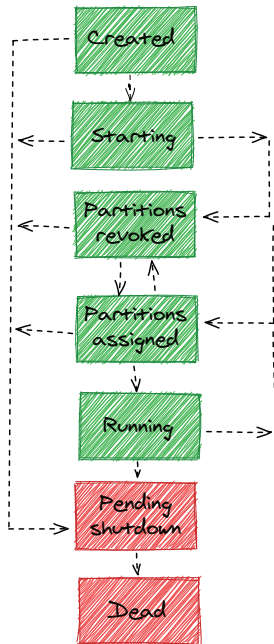 Created
Starting
Partitions
revoked
Partitions
assigned
Running
Pending
shutdown
Dead